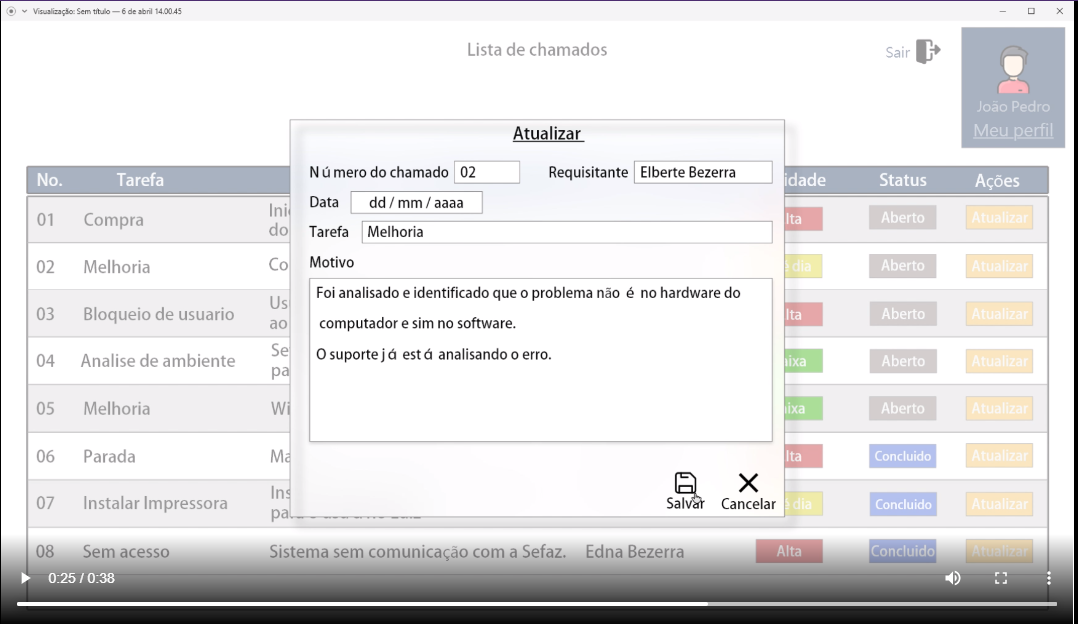 Visualização: Sem título — 6 de abril 14.00.45
Lista de chamados
Sair
João Pedro
Meu perfil
Atualizar
Número do chamado 02 Requisitante Elberte Bezerra
Data dd / mm / aaaa
Tarefa Melhoria
Motivo
Foi analisado e identificado que o problema não é no hardware do
computador e sim no software.
O suporte já está analisando o erro.
Salvar Cancelar
No. Tarefa idade Status Ações
01 Compra Ini do lta Aberto Atualizar
02 Melhoria Co dia Aberto Atualizar
03 Bloqueio de usuario Us ao lta Aberto Atualizar
04 Analise de ambiente Se pa ixa Aberto Atualizar
05 Melhoria Wi ixa Aberto Atualizar
06 Parada Ma lta Concluido Atualizar
07 Instalar Impressora Ins dia Concluido Atualizar
08 Sem acesso Sistema sem comunicação com a Sefaz. Edna Bezerra Alta Concluido Atualizar
0:25 / 0:38